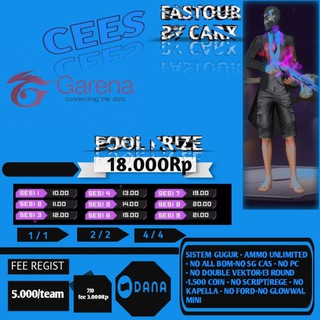 CEES
FASTOUR
BY CARX
Garena
connecting the dots
POOL PRIZE
18.000Rp
SESI 1 10.00 SESI 4 13.00 SESI 7 19.00
SESI 2 11.00 SESI 5 14.00 SESI 8 20.00
SESI 3 12.00 SESI 6 15.00 SESI 9 21.00
1/1 2/2 4/4
FEE REGIST
5.000/team
fee 3.000Rp
DANA
SISTEM GUGUR - AMMO UNLIMITED
- NO ALL BOM-NO SG CAS - NO PC
- NO DOUBLE VEKTOR-13 ROUND
-1.500 COIN - NO SCRIPT/REGE - NO
KAPELLA - NO FORD-NO GLOWWAL
MINI